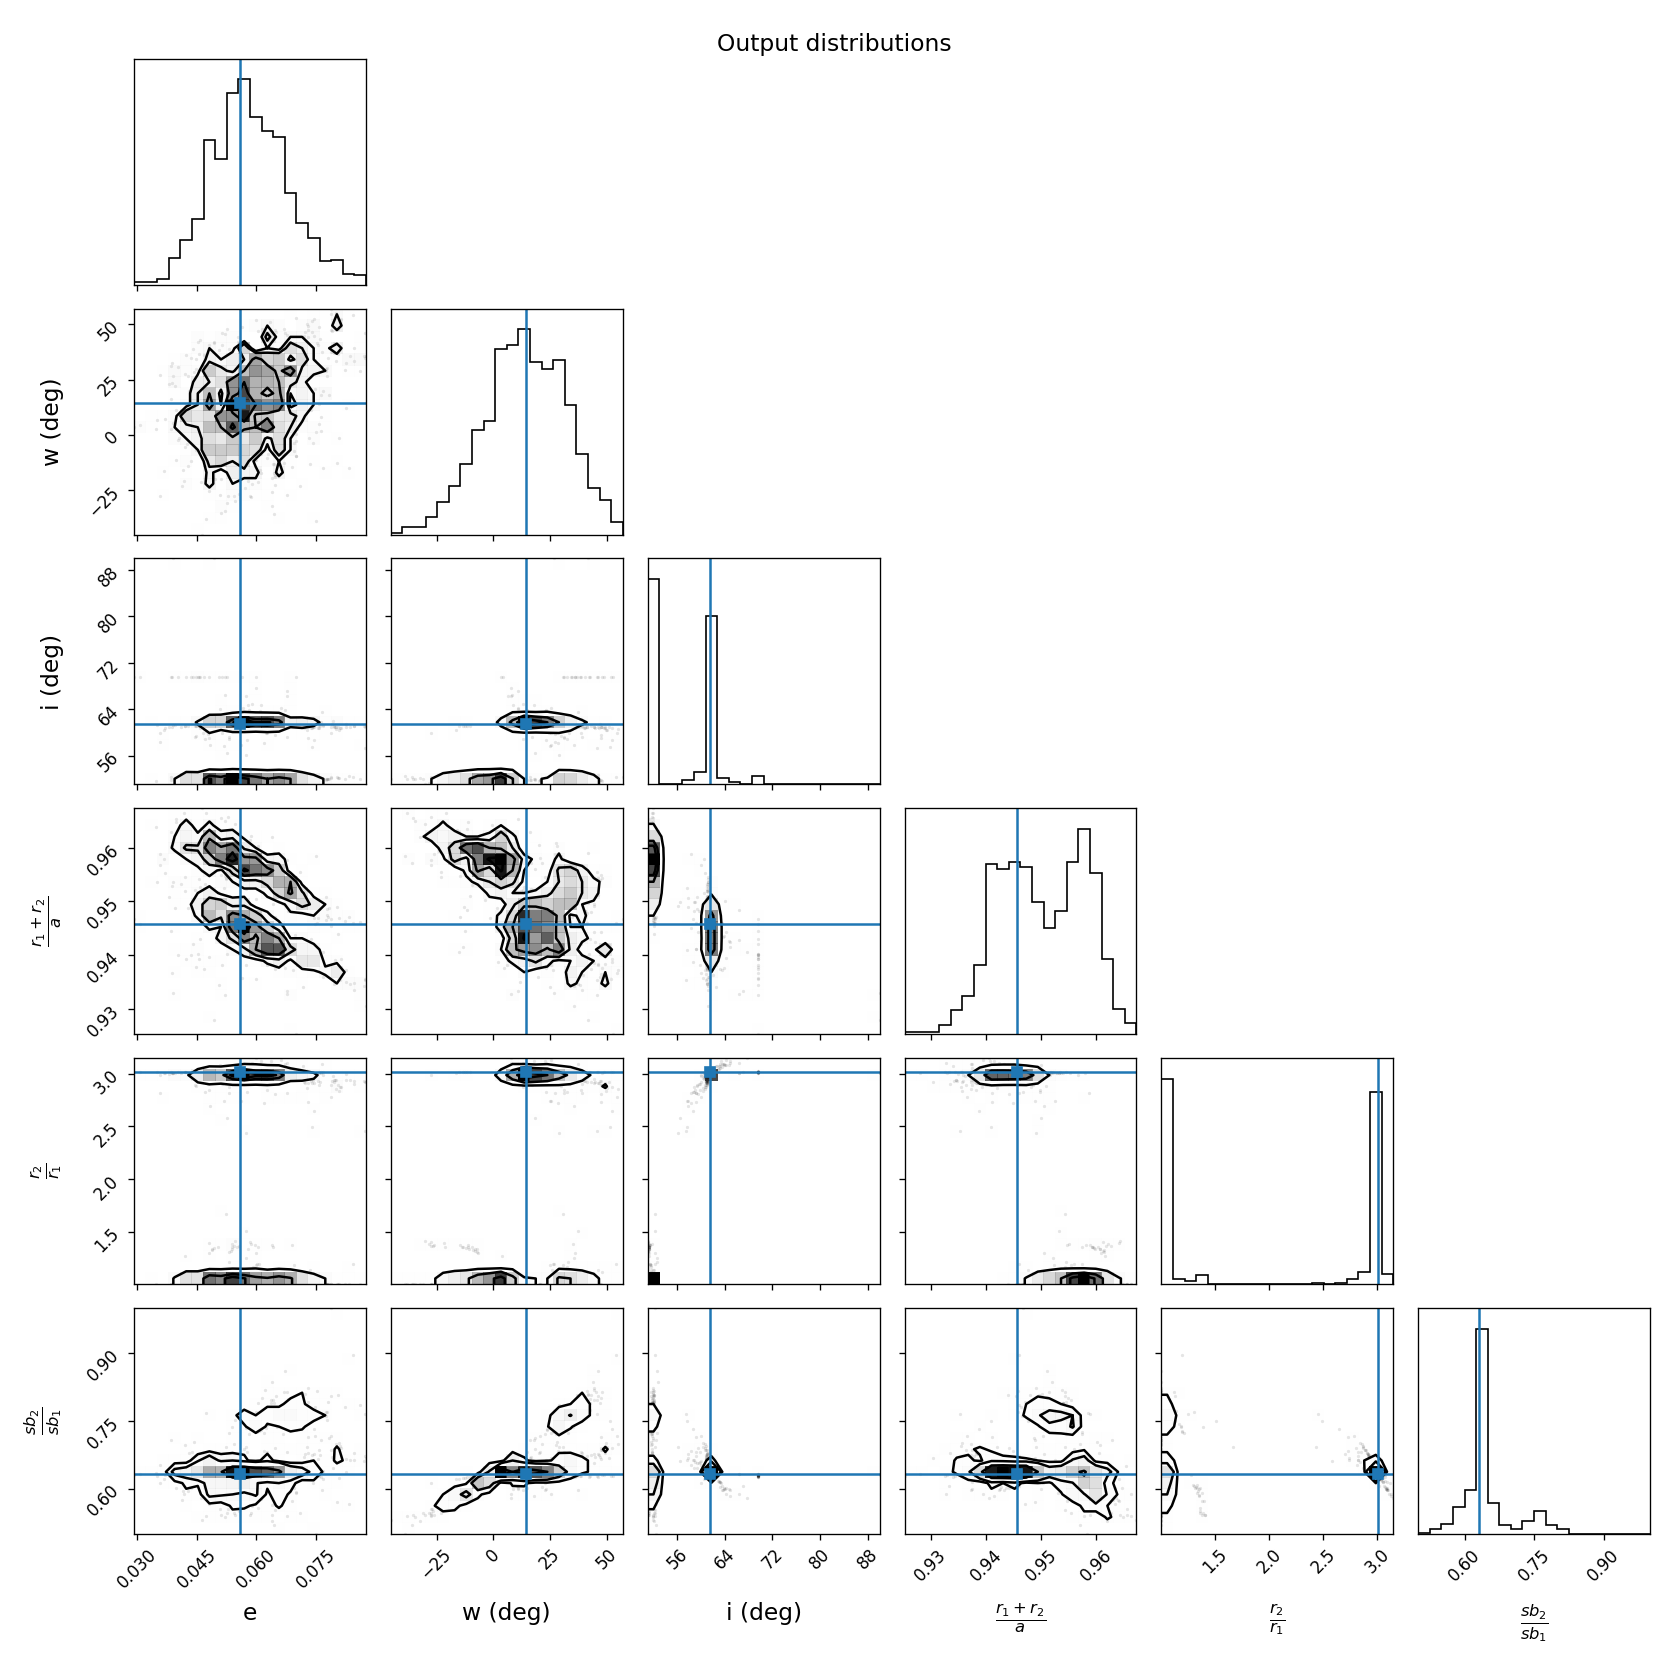 Output distributions
50
25
0
−25
w (deg)
88
80
72
64
56
i (deg)
0.96
0.95
0.94
0.93
r₁ + r₂
a
3.0
2.5
2.0
1.5
r₂
r₁
0.90
0.75
0.60
sb₂
sb₁
0.030 0.045 0.060 0.075 −25 0 25 50 56 64 72 80 88 0.93 0.94 0.95 0.96 1.5 2.0 2.5 3.0 0.60 0.75 0.90
e w (deg) i (deg)
r₁ + r₂
a
r₂
r₁
sb₂
sb₁